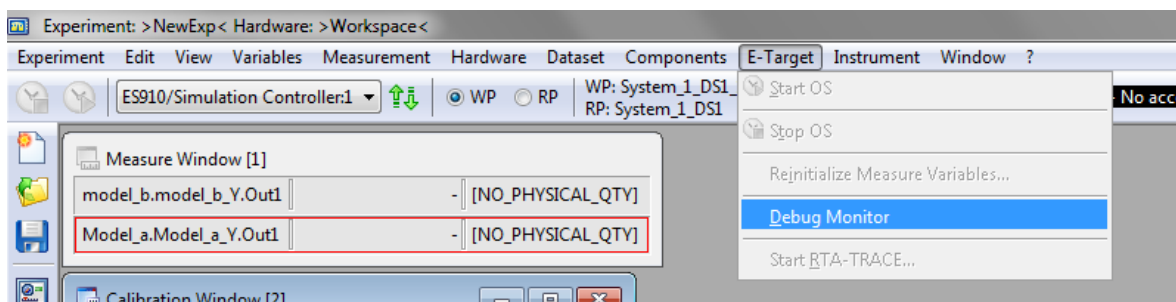 Experiment: >NewExp< Hardware: >Workspace<
Experiment Edit View Variables Measurement Hardware Dataset Components E-Target Instrument Window ?
ES910/Simulation Controller:1 WP RP
WP: System_1_DS1_
RP: System_1_DS1
No acc
Start OS
Stop OS
Reinitialize Measure Variables...
Debug Monitor
Start RTA-TRACE...
Measure Window [1]
model_b.model_b_Y.Out1 - [NO_PHYSICAL_QTY]
Model_a.Model_a_Y.Out1 - [NO_PHYSICAL_QTY]
Calibration Window [2]